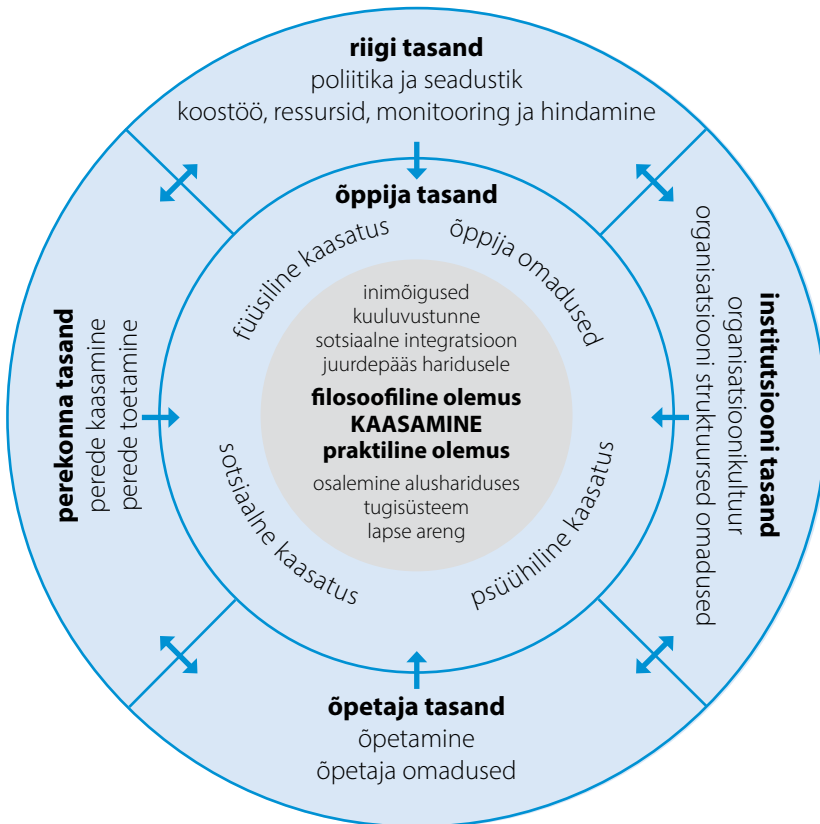 riigi tasand
poliitika ja seadustik
koostöö, ressursid, monitooring ja hindamine
õppija tasand
füüsiline kaasatus
õppija omadused
inimõigused
kuuluvustunne
sotsiaalne integratsioon
juurdepääs haridusele
filosoofiline olemus
KAASAMINE
praktiline olemus
osalemine alushariduses
tugisüsteem
lapse areng
sotsiaalne kaasatus
psüühiline kaasatus
perekonna tasand
perede kaasamine
perede toetamine
institutsiooni tasand
organisatsioonikultuur
organisatsiooni struktuursed omadused
õpetaja tasand
õpetamine
õpetaja omadused